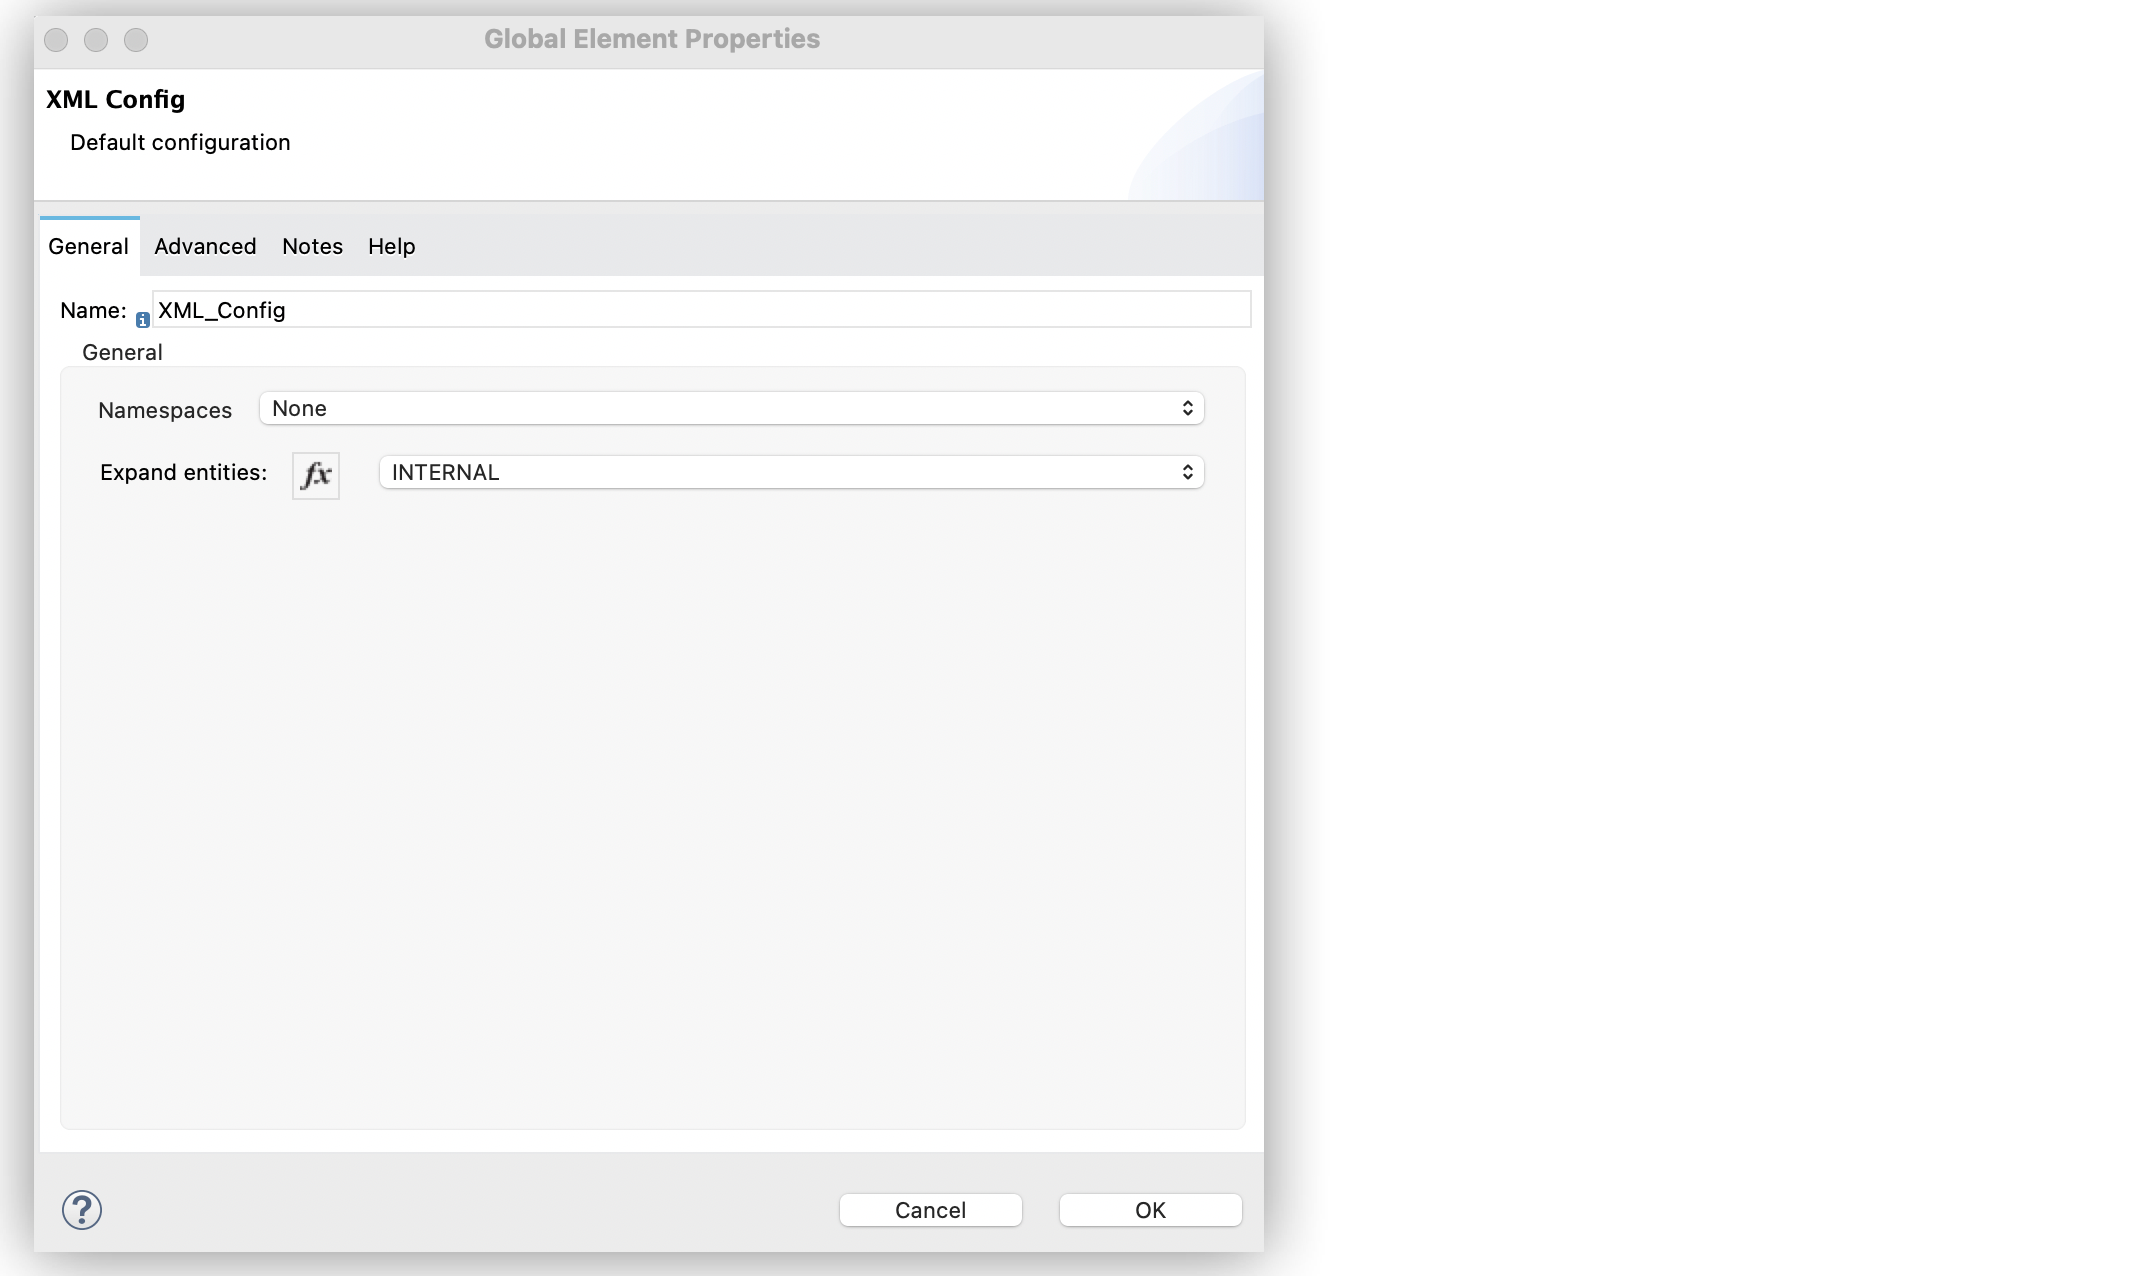 Global Element Properties
XML Config
Default configuration
General Advanced Notes Help
Name: XML_Config
General
Namespaces None
Expand entities: fx INTERNAL
? Cancel OK